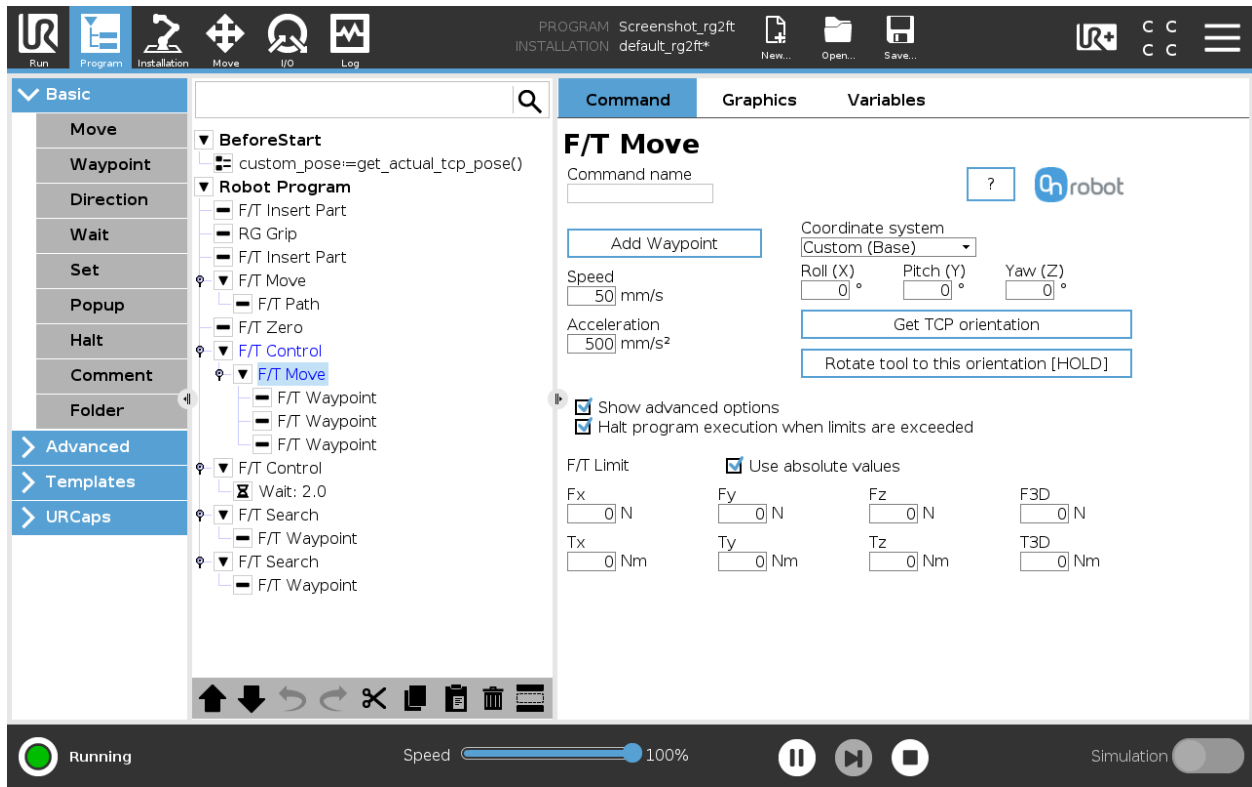 PROGRAM Screenshot_rg2ft
INSTALLATION default_rg2ft*
Run Program Installation Move I/O Log New... Open... Save...
UR+
C C
C C
Basic
Move
Waypoint
Direction
Wait
Set
Popup
Halt
Comment
Folder
Advanced
Templates
URCaps
BeforeStart
custom_pose:=get_actual_tcp_pose()
Robot Program
F/T Insert Part
RG Grip
F/T Insert Part
F/T Move
F/T Path
F/T Zero
F/T Control
F/T Move
F/T Waypoint
F/T Waypoint
F/T Waypoint
F/T Control
Wait: 2.0
F/T Search
F/T Waypoint
F/T Search
F/T Waypoint
Command Graphics Variables
F/T Move
Command name
?
On robot
Add Waypoint
Coordinate system
Custom (Base)
Speed
50 mm/s
Roll (X) Pitch (Y) Yaw (Z)
0 ° 0 ° 0 °
Acceleration
500 mm/s²
Get TCP orientation
Rotate tool to this orientation [HOLD]
Show advanced options
Halt program execution when limits are exceeded
F/T Limit Use absolute values
Fx Fy Fz F3D
0 N 0 N 0 N 0 N
Tx Ty Tz T3D
0 Nm 0 Nm 0 Nm 0 Nm
Running
Speed 100%
Simulation